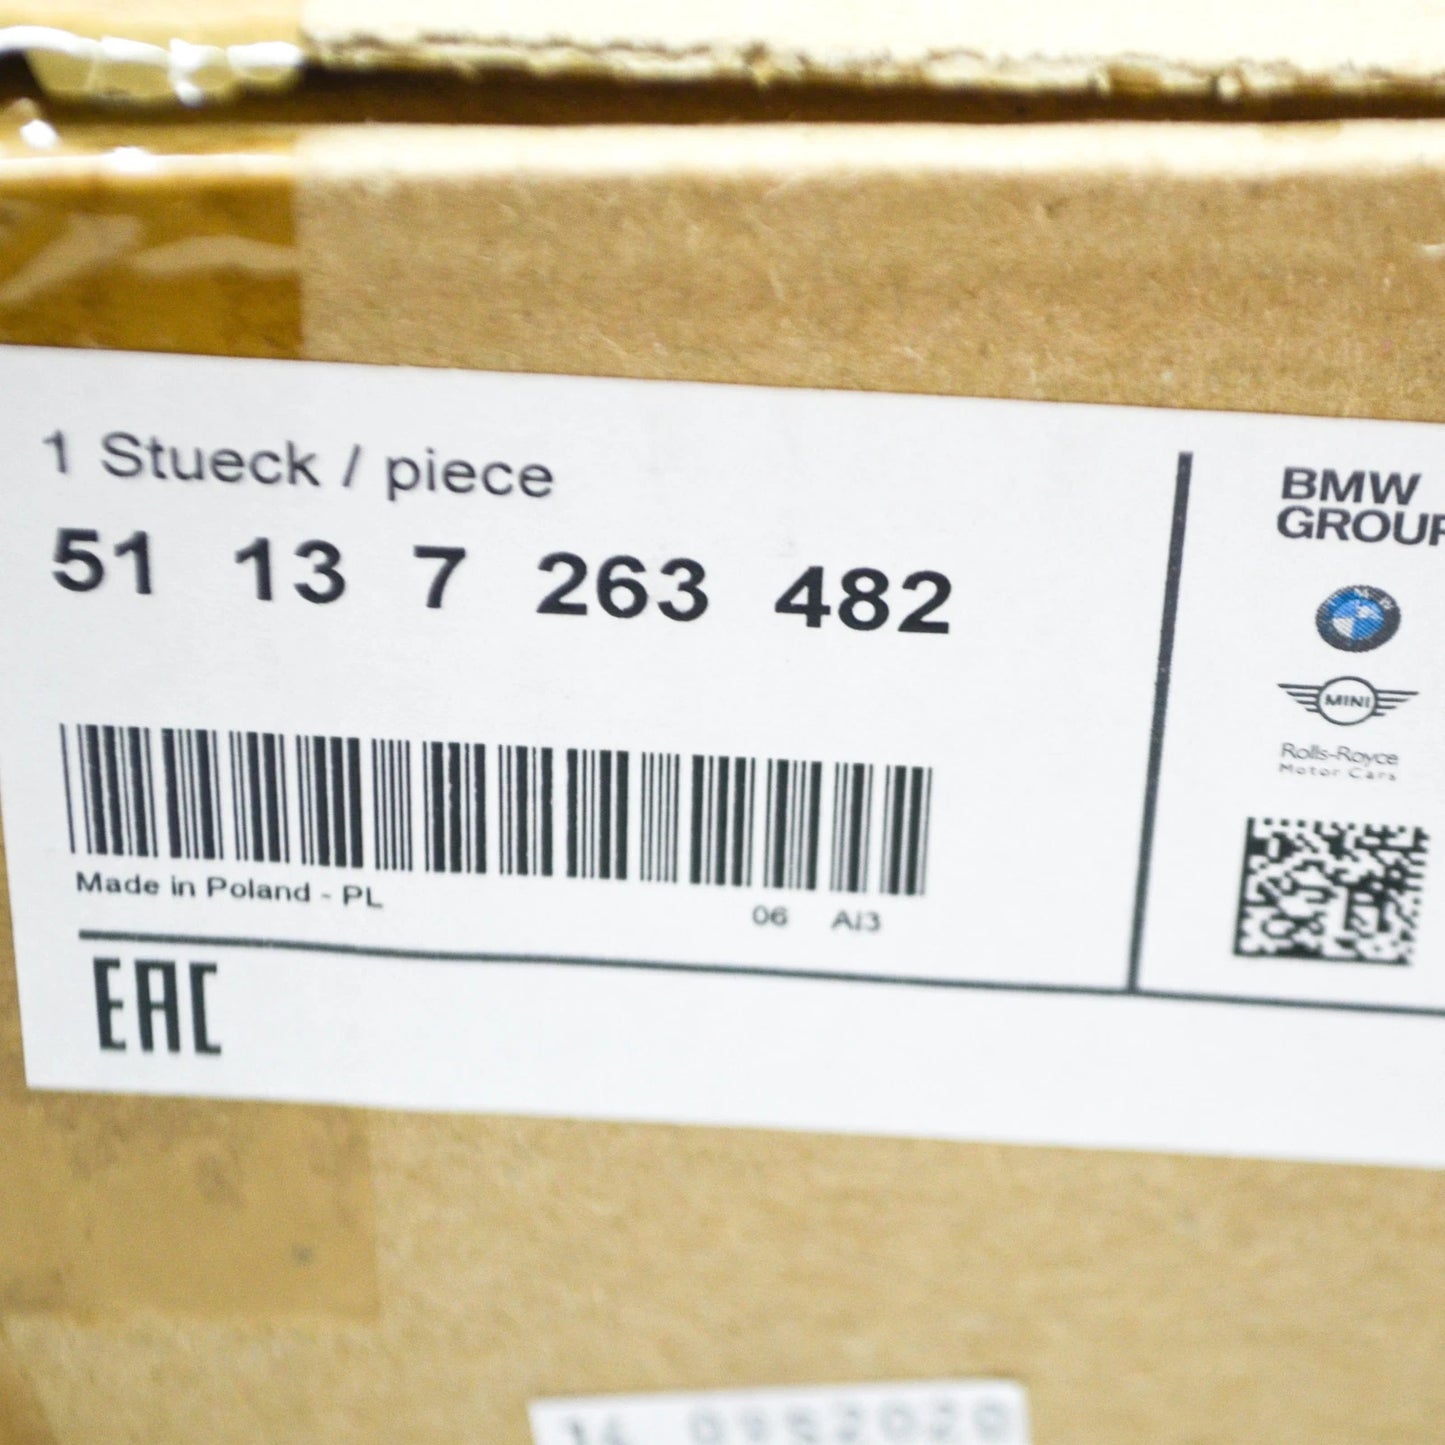 1 Stueck / piece
51 13 7 263 482
Made in Poland - PL
06 AI3
EAC
BMW
GROUP
MINI
Rolls-Royce
Motor Cars